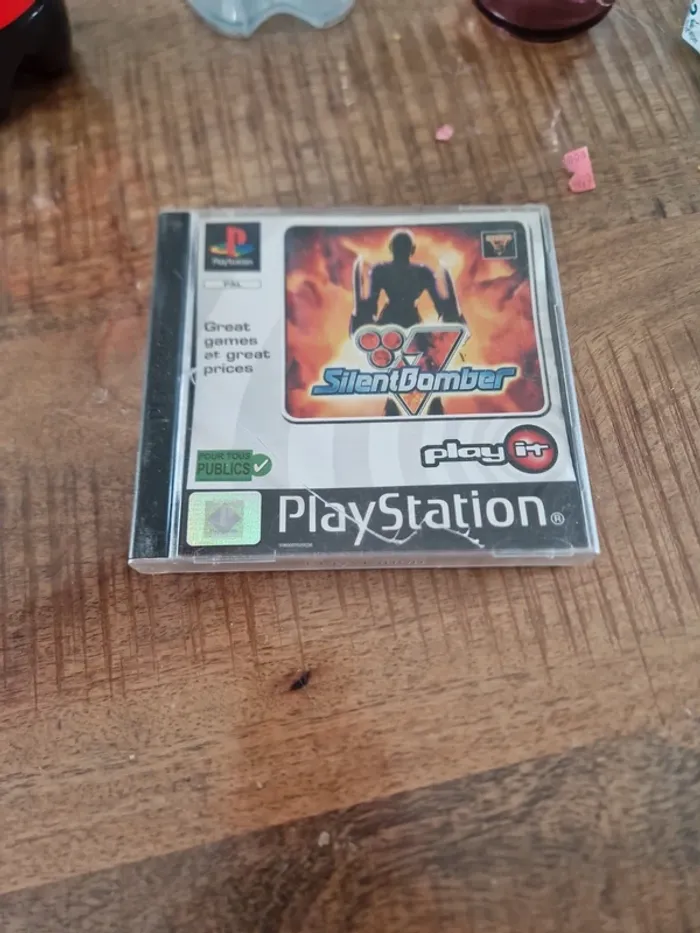 PlayStation
PAL
Great
games
at great
prices
SilentBomber
play it
POUR TOUS
PUBLICS
PlayStation®